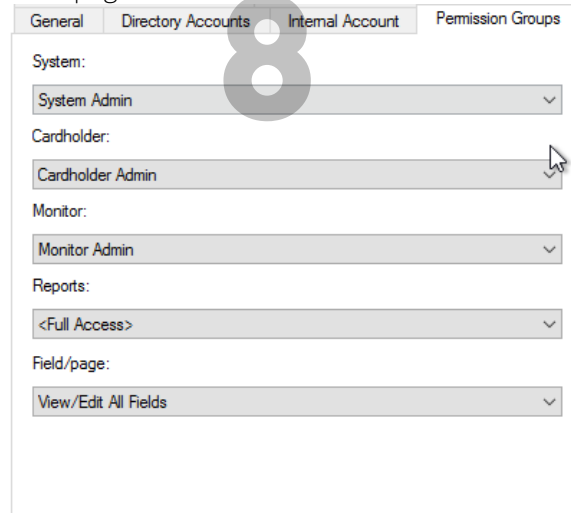 General Directory Accounts Internal Account Permission Groups
8
System:
System Admin
Cardholder:
Cardholder Admin
Monitor:
Monitor Admin
Reports:
<Full Access>
Field/page:
View/Edit All Fields